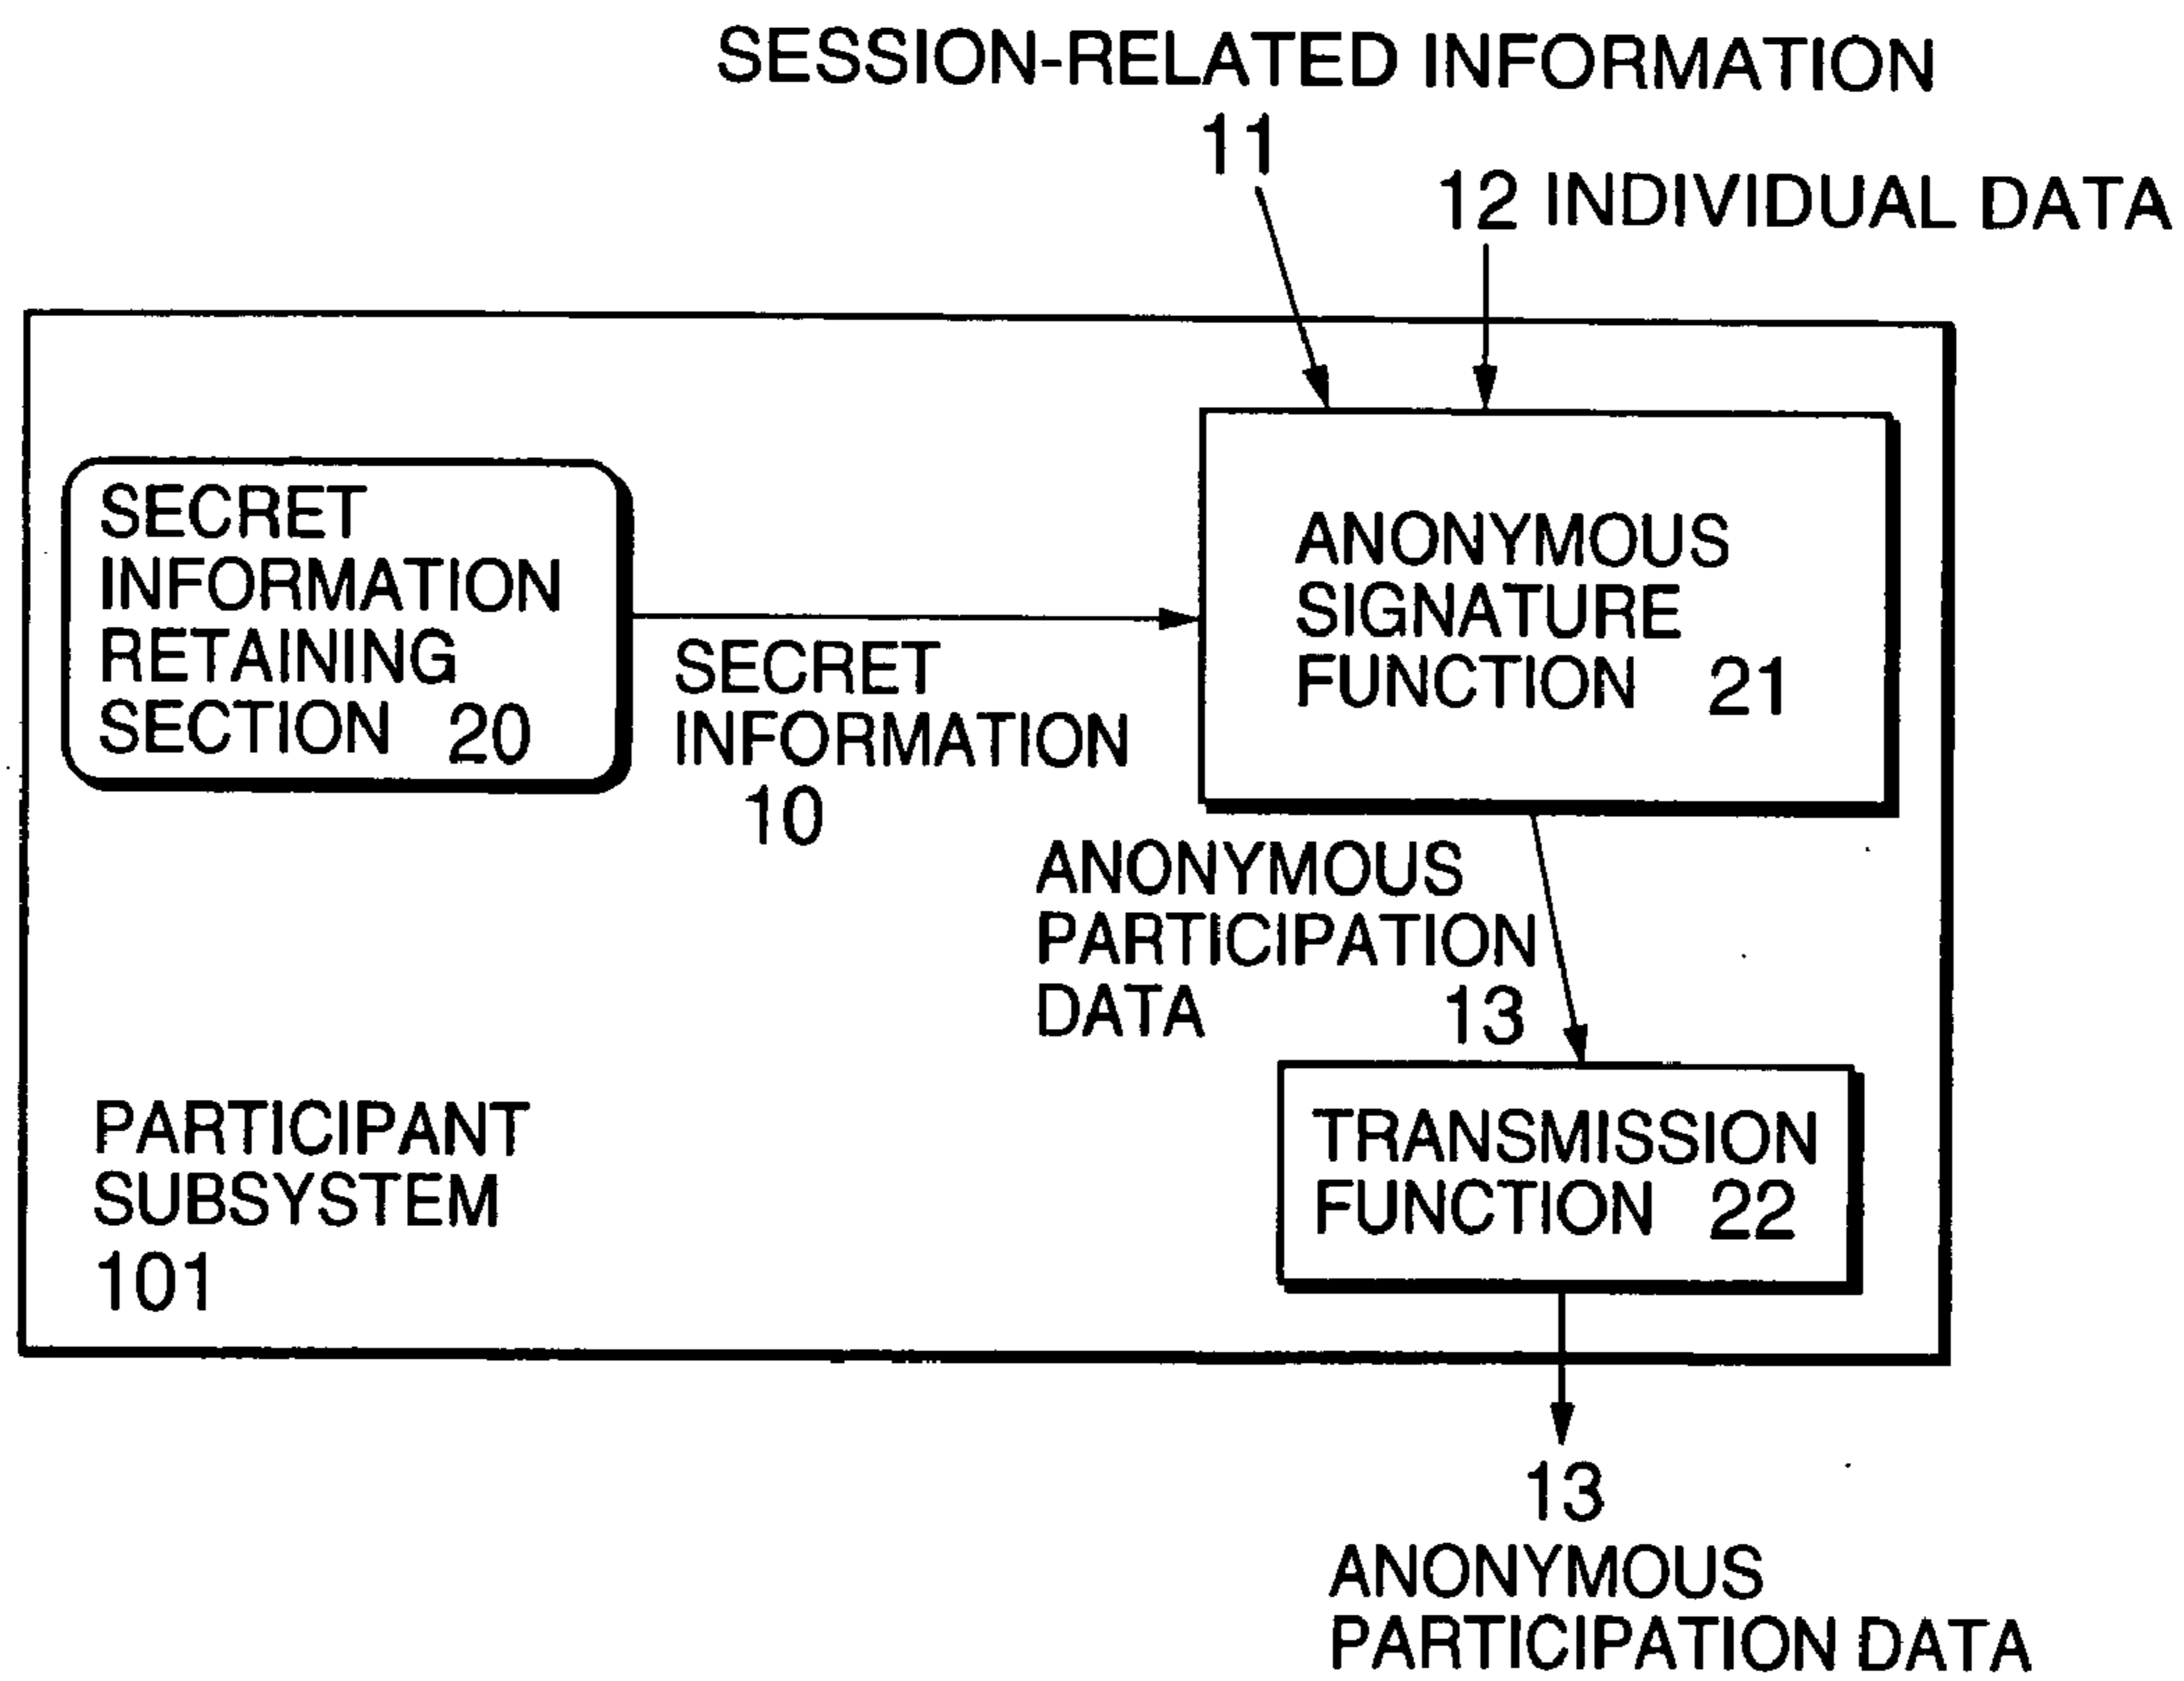 SESSION-RELATED INFORMATION
11
12 INDIVIDUAL DATA
SECRET
INFORMATION
RETAINING
SECTION 20
SECRET
INFORMATION
10
ANONYMOUS
SIGNATURE
FUNCTION 21
ANONYMOUS
PARTICIPATION
DATA 13
TRANSMISSION
FUNCTION 22
PARTICIPANT
SUBSYSTEM
101
13
ANONYMOUS
PARTICIPATION DATA